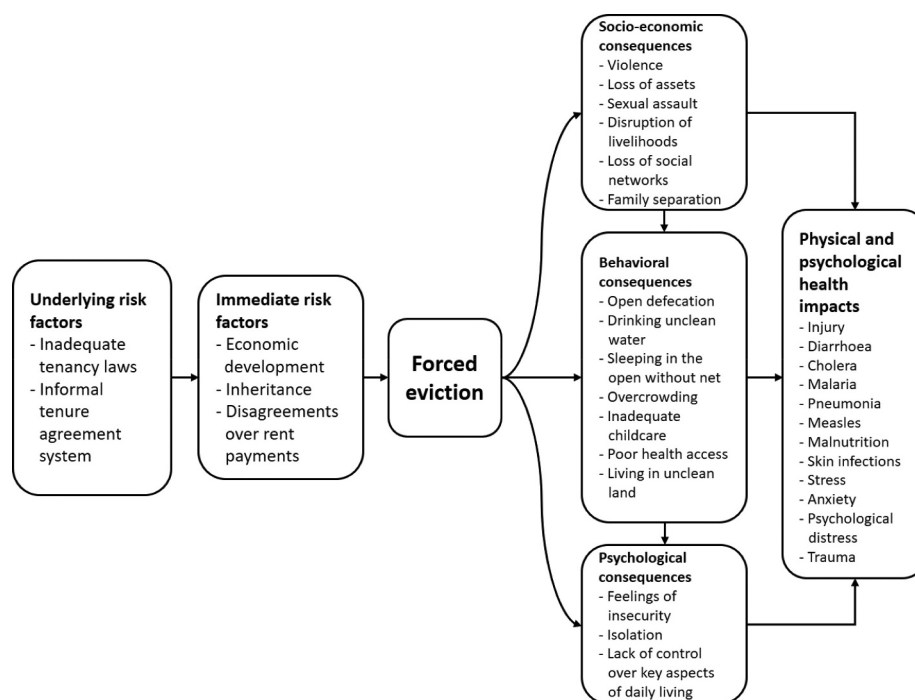 Underlying risk
factors
- Inadequate
tenancy laws
- Informal
tenure
agreement
system
Immediate risk
factors
- Economic
development
- Inheritance
- Disagreements
over rent
payments
Forced
eviction
Socio-economic
consequences
- Violence
- Loss of assets
- Sexual assault
- Disruption of
livelihoods
- Loss of social
networks
- Family separation
Behavioral
consequences
- Open defecation
- Drinking unclean
water
- Sleeping in the
open without net
- Overcrowding
- Inadequate
childcare
- Poor health access
- Living in unclean
land
Psychological
consequences
- Feelings of
insecurity
- Isolation
- Lack of control
over key aspects
of daily living
Physical and
psychological
health
impacts
- Injury
- Diarrhoea
- Cholera
- Malaria
- Pneumonia
- Measles
- Malnutrition
- Skin infections
- Stress
- Anxiety
- Psychological
distress
- Trauma